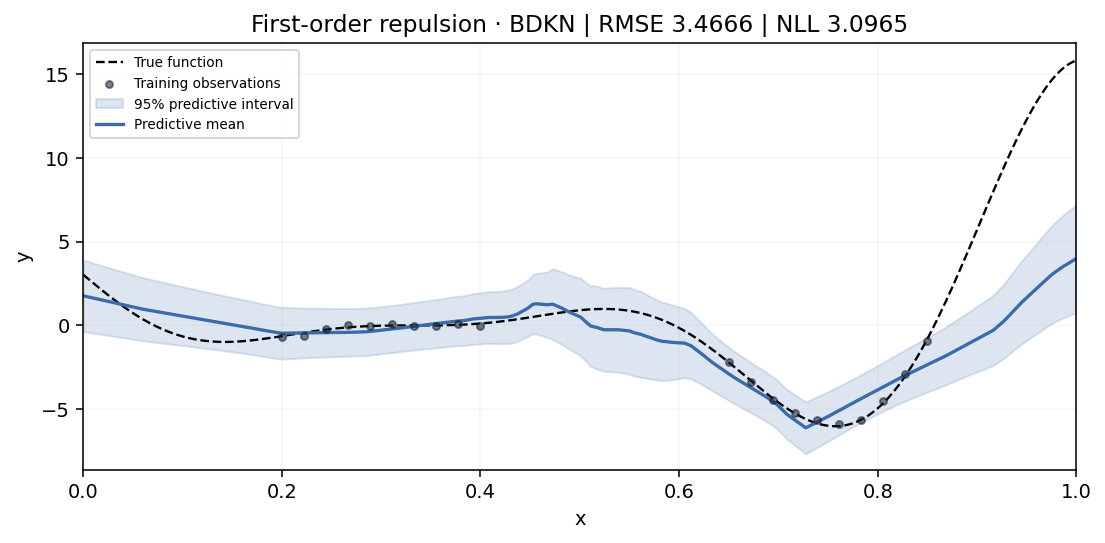 First-order repulsion · BDKN | RMSE 3.4666 | NLL 3.0965
True function
Training observations
95% predictive interval
Predictive mean
15
10
5
0
−5
y
0.0 0.2 0.4 0.6 0.8 1.0
x